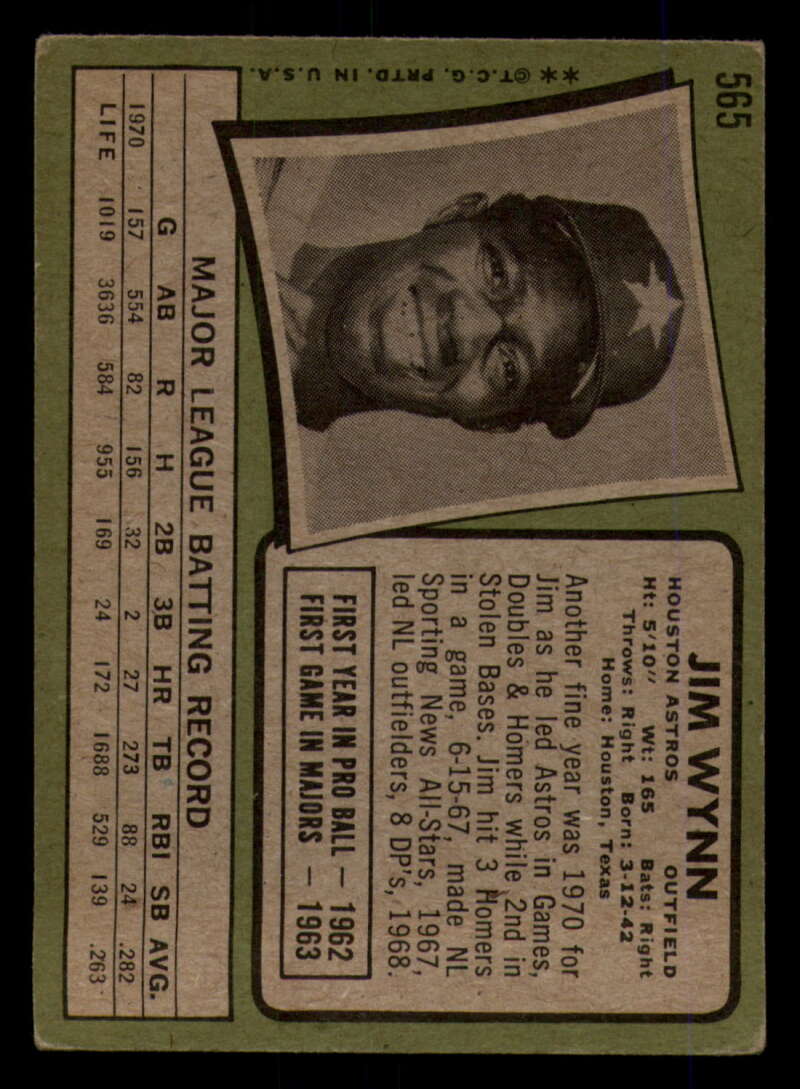 565
**©T.C.G. PRTD. IN U.S.A.
JIM WYNN
HOUSTON ASTROS OUTFIELD
Ht: 5'10" Wt: 165 Bats: Right
Throws: Right Born: 3-12-42
Home: Houston, Texas
Another fine year was 1970 for
Jim as he led Astros in Games,
Doubles & Homers while 2nd in
Stolen Bases. Jim hit 3 Homers
in a game, 6-15-67, made NL
Sporting News All-Stars, 1967,
led NL outfielders, 8 DP's, 1968.
FIRST YEAR IN PRO BALL — 1962
FIRST GAME IN MAJORS — 1963
MAJOR LEAGUE BATTING RECORD
G AB R H 2B 3B HR TB RBI SB AVG.
1970 157 554 82 156 32 2 27 273 88 24 .282
LIFE 1019 3636 584 955 169 24 172 1688 529 139 .263